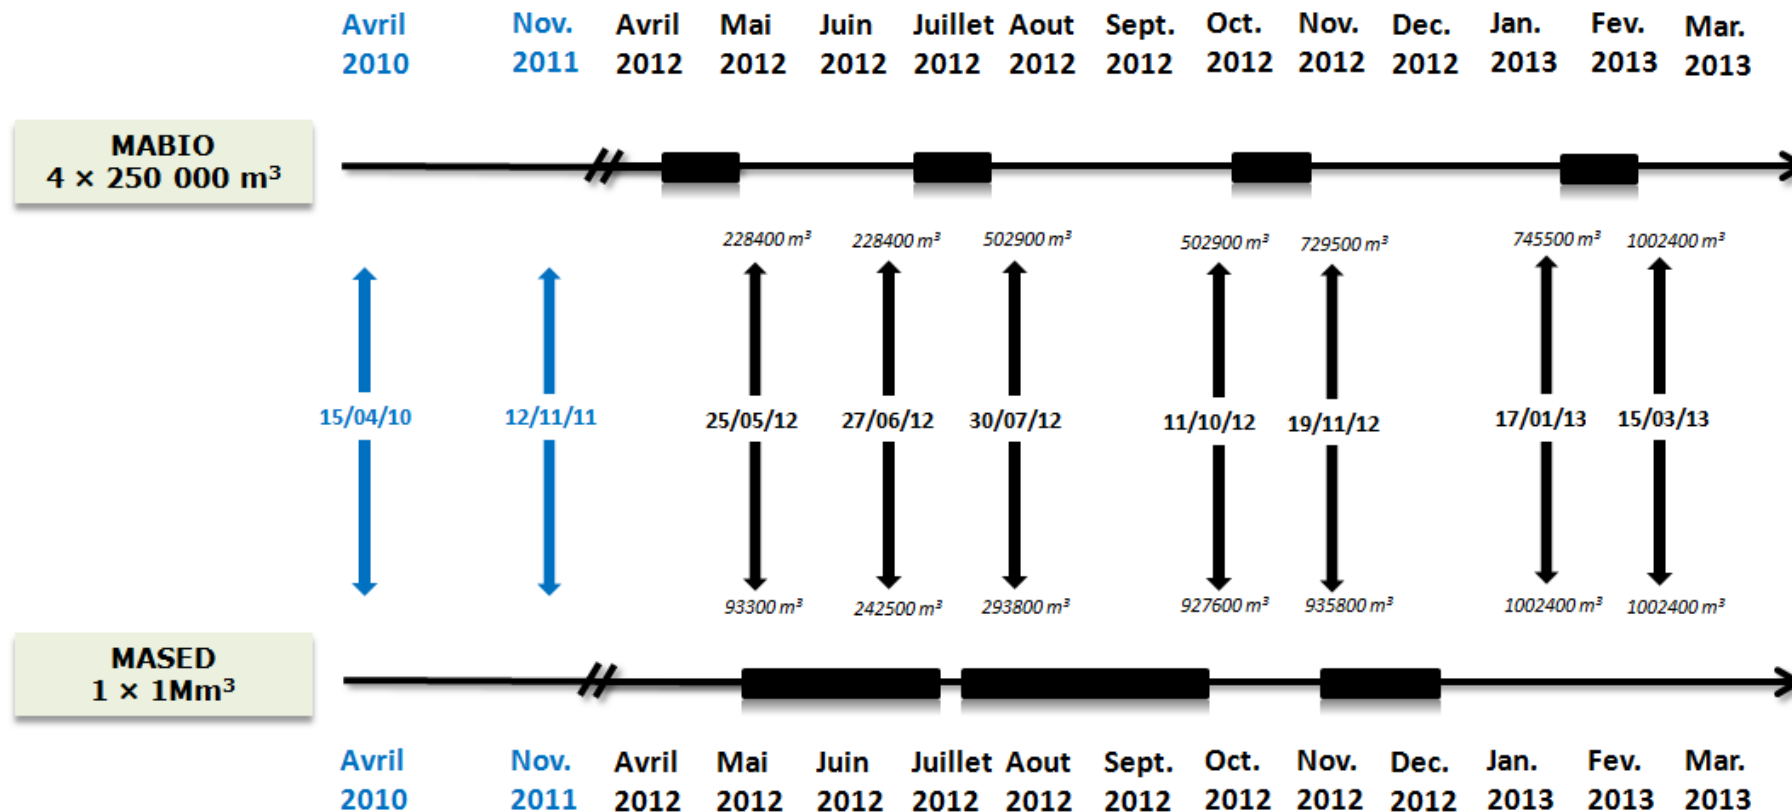 Avril Nov. Avril Mai Juin Juillet Aout Sept. Oct. Nov. Dec. Jan. Fev. Mar.
2010 2011 2012 2012 2012 2012 2012 2012 2012 2012 2012 2013 2013 2013
MABIO
4 × 250 000 m³
228400 m³ 228400 m³ 502900 m³ 502900 m³ 729500 m³ 745500 m³ 1002400 m³
15/04/10 12/11/11 25/05/12 27/06/12 30/07/12 11/10/12 19/11/12 17/01/13 15/03/13
93300 m³ 242500 m³ 293800 m³ 927600 m³ 935800 m³ 1002400 m³ 1002400 m³
MASED
1 × 1Mm³
Avril Nov. Avril Mai Juin Juillet Aout Sept. Oct. Nov. Dec. Jan. Fev. Mar.
2010 2011 2012 2012 2012 2012 2012 2012 2012 2012 2012 2013 2013 2013